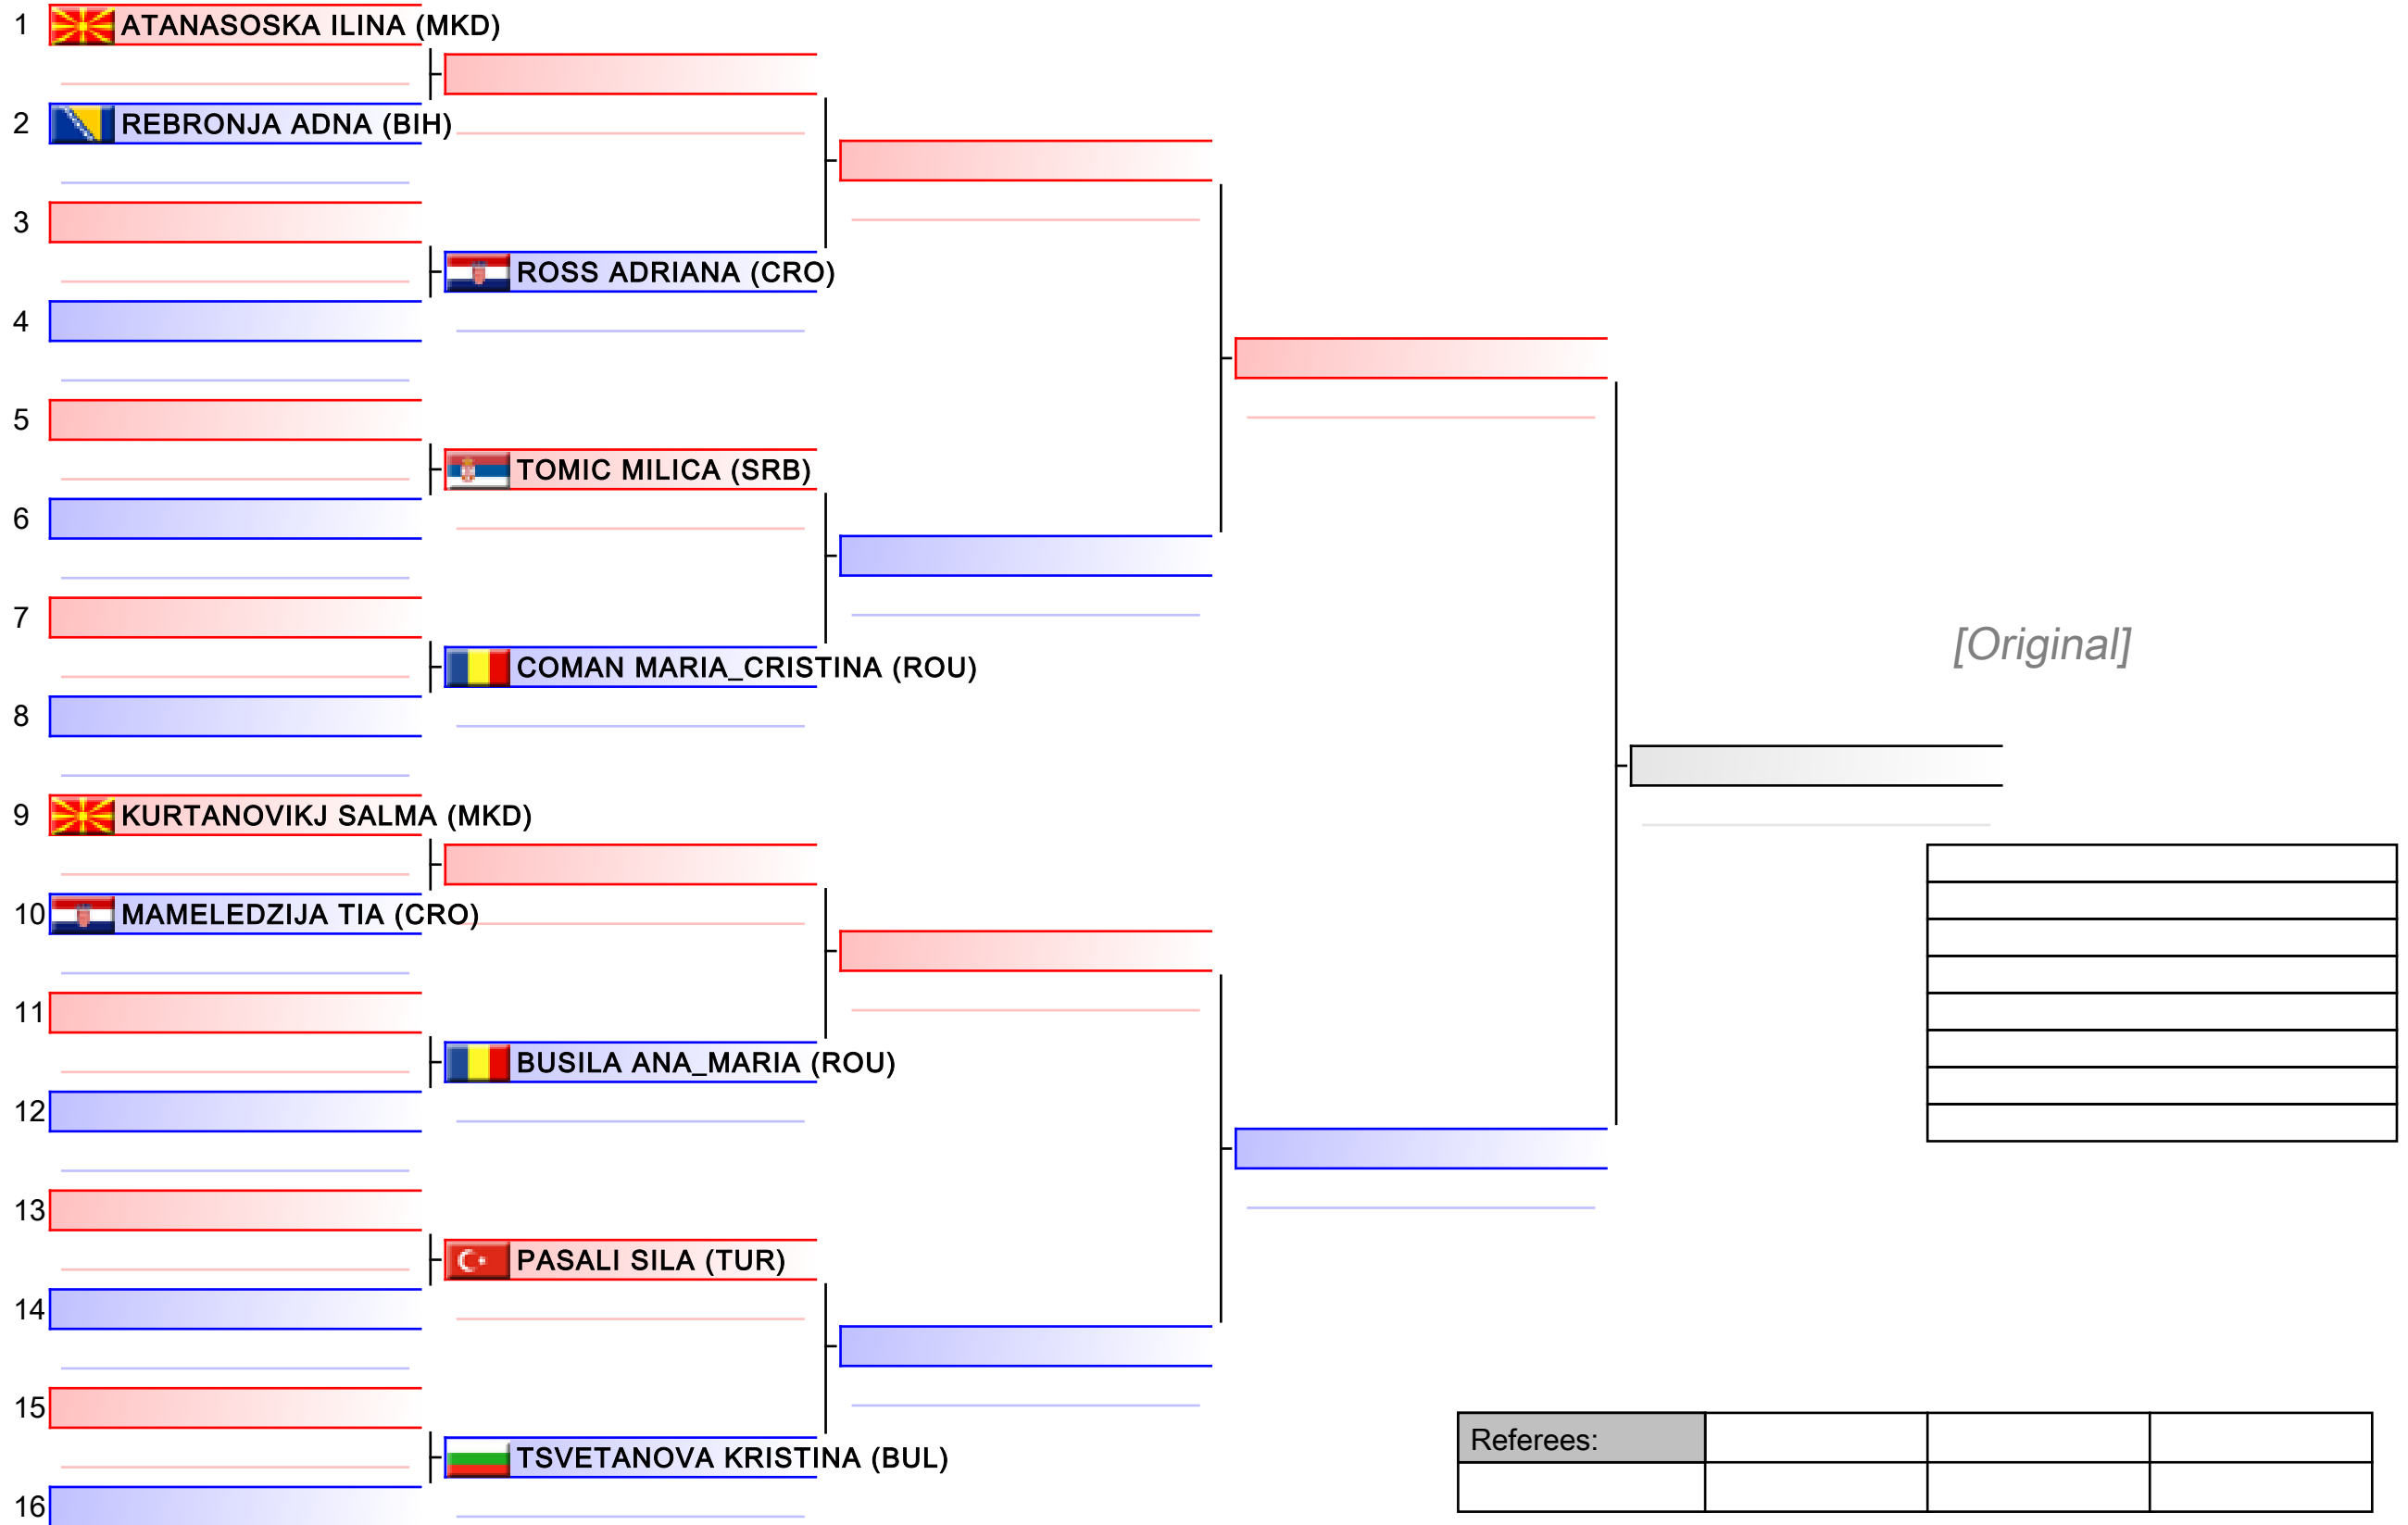 1 ATANASOSKA ILINA (MKD)
2 REBRONJA ADNA (BIH)
3
ROSS ADRIANA (CRO)
4
5
TOMIC MILICA (SRB)
6
7
[Original]
COMAN MARIA_CRISTINA (ROU)
8
9 KURTANOVIKJ SALMA (MKD)
10 MAMELEDZIJA TIA (CRO)
11
BUSILA ANA_MARIA (ROU)
12
13
PASALI SILA (TUR)
14
15
Referees:
TSVETANOVA KRISTINA (BUL)
16